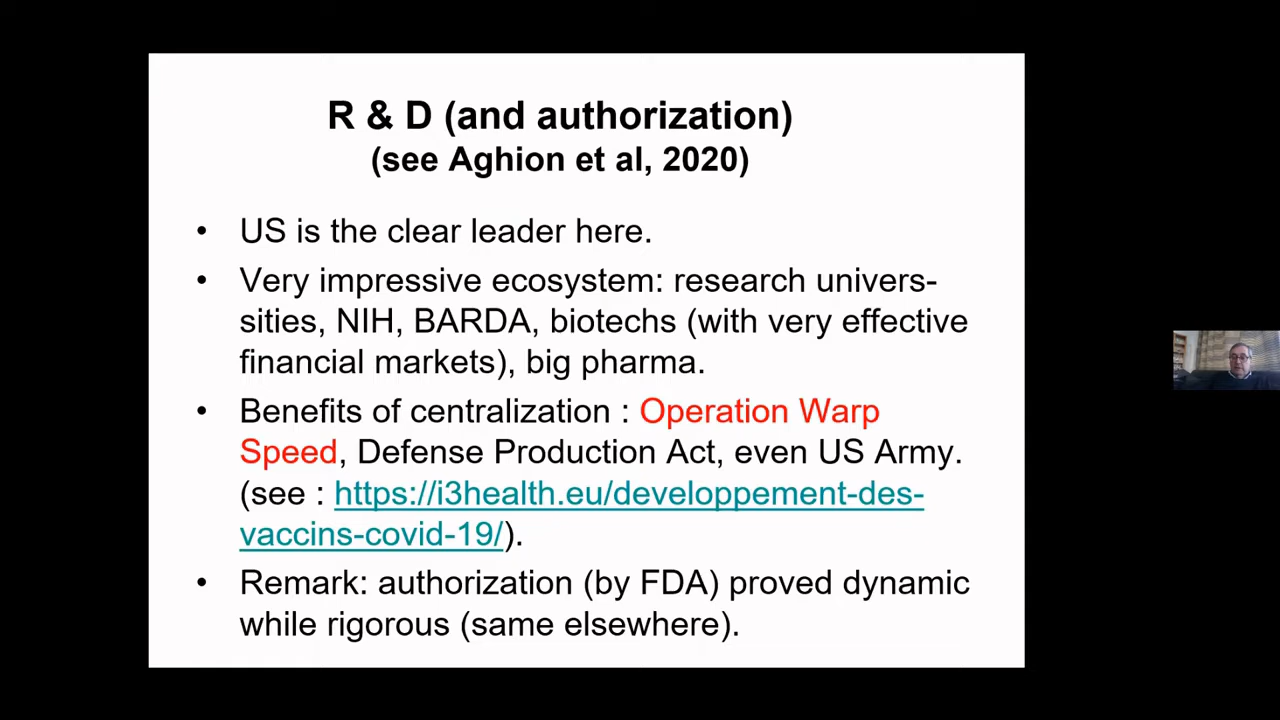 R & D (and authorization)
(see Aghion et al, 2020)
• US is the clear leader here.
• Very impressive ecosystem: research univers-
sities, NIH, BARDA, biotechs (with very effective
financial markets), big pharma.
• Benefits of centralization : Operation Warp
Speed, Defense Production Act, even US Army.
(see : https://i3health.eu/developpement-des-
vaccins-covid-19/).
• Remark: authorization (by FDA) proved dynamic
while rigorous (same elsewhere).